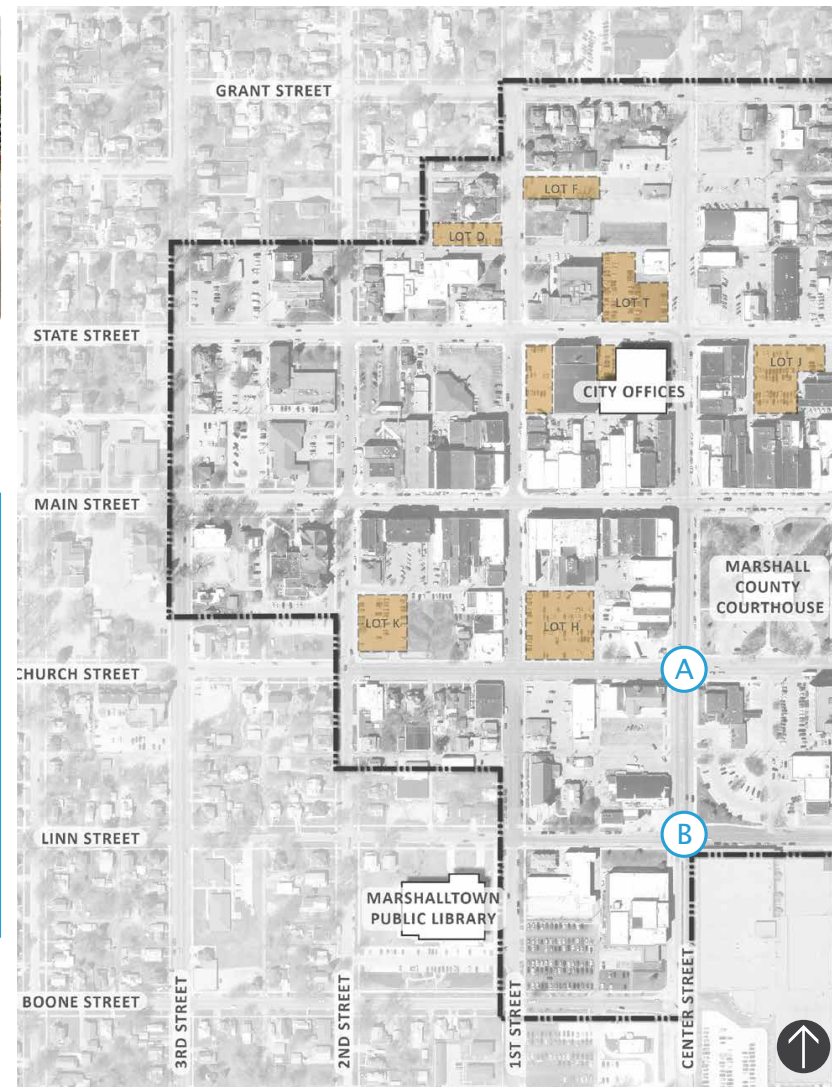 GRANT STREET
LOT F
LOT O
LOT T
STATE STREET
LOT J
CITY OFFICES
MAIN STREET
MARSHALL
COUNTY
COURTHOUSE
LOT K
LOT H
CHURCH STREET
A
LINN STREET
B
MARSHALLTOWN
PUBLIC LIBRARY
BOONE STREET
3RD STREET
2ND STREET
1ST STREET
CENTER STREET